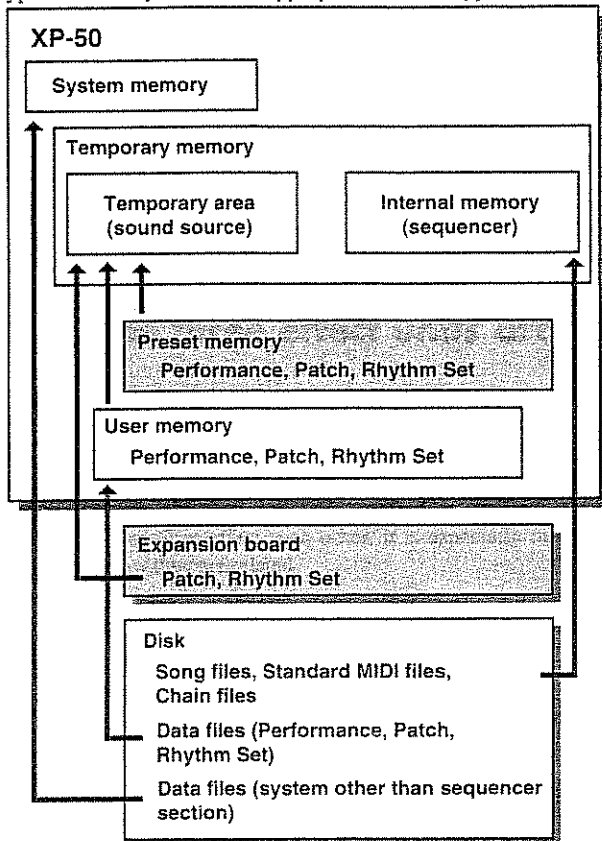 XP-50
System memory
Temporary memory
Temporary area
(sound source)
Internal memory
(sequencer)
Preset memory
Performance, Patch, Rhythm Set
User memory
Performance, Patch, Rhythm Set
Expansion board
Patch, Rhythm Set
Disk
Song files, Standard MIDI files,
Chain files
Data files (Performance, Patch,
Rhythm Set)
Data files (system other than sequencer
section)